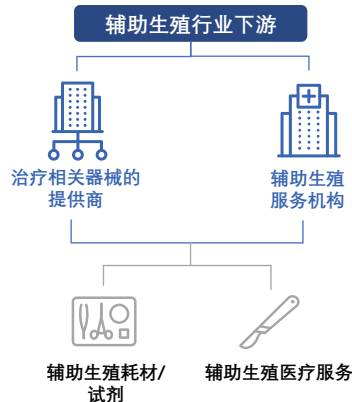 辅助生殖行业下游
治疗相关器械的
提供商
辅助生殖
服务机构
辅助生殖耗材/
试剂
辅助生殖医疗服务